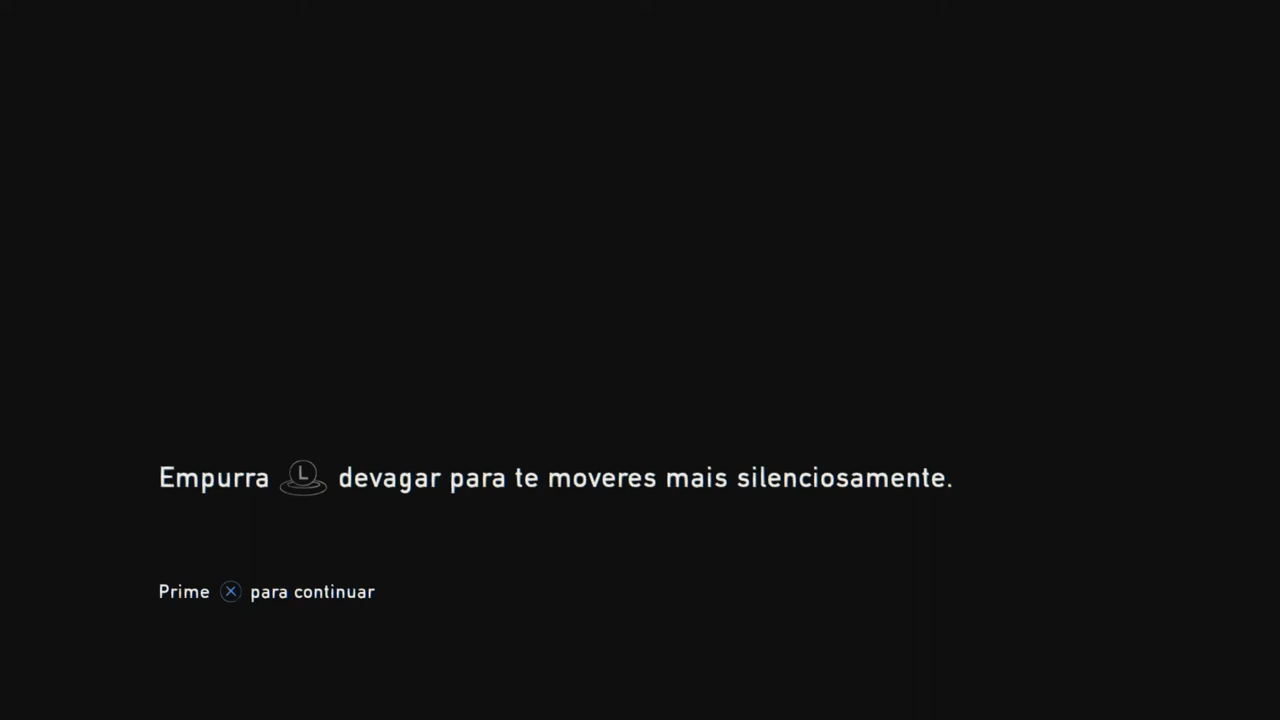 Empurra L devagar para te moveres mais silenciosamente.
Prime X para continuar